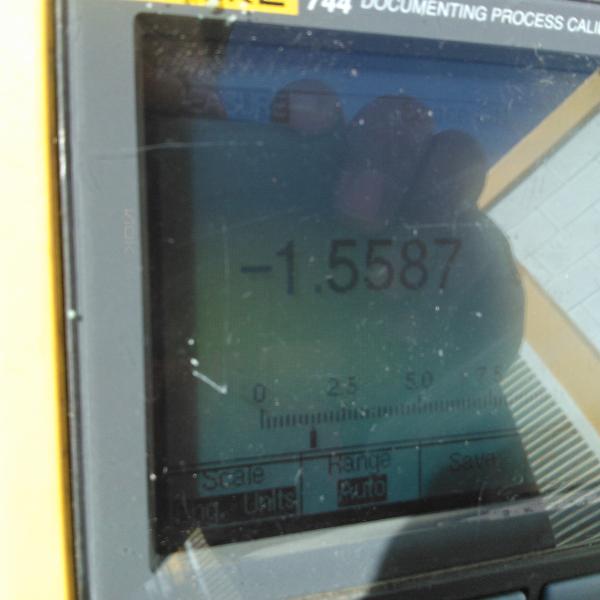 744 DOCUMENTING PROCESS CALI
-1.5587
0 2.5 5.0 7.5
Scale Range Save
Units Auto